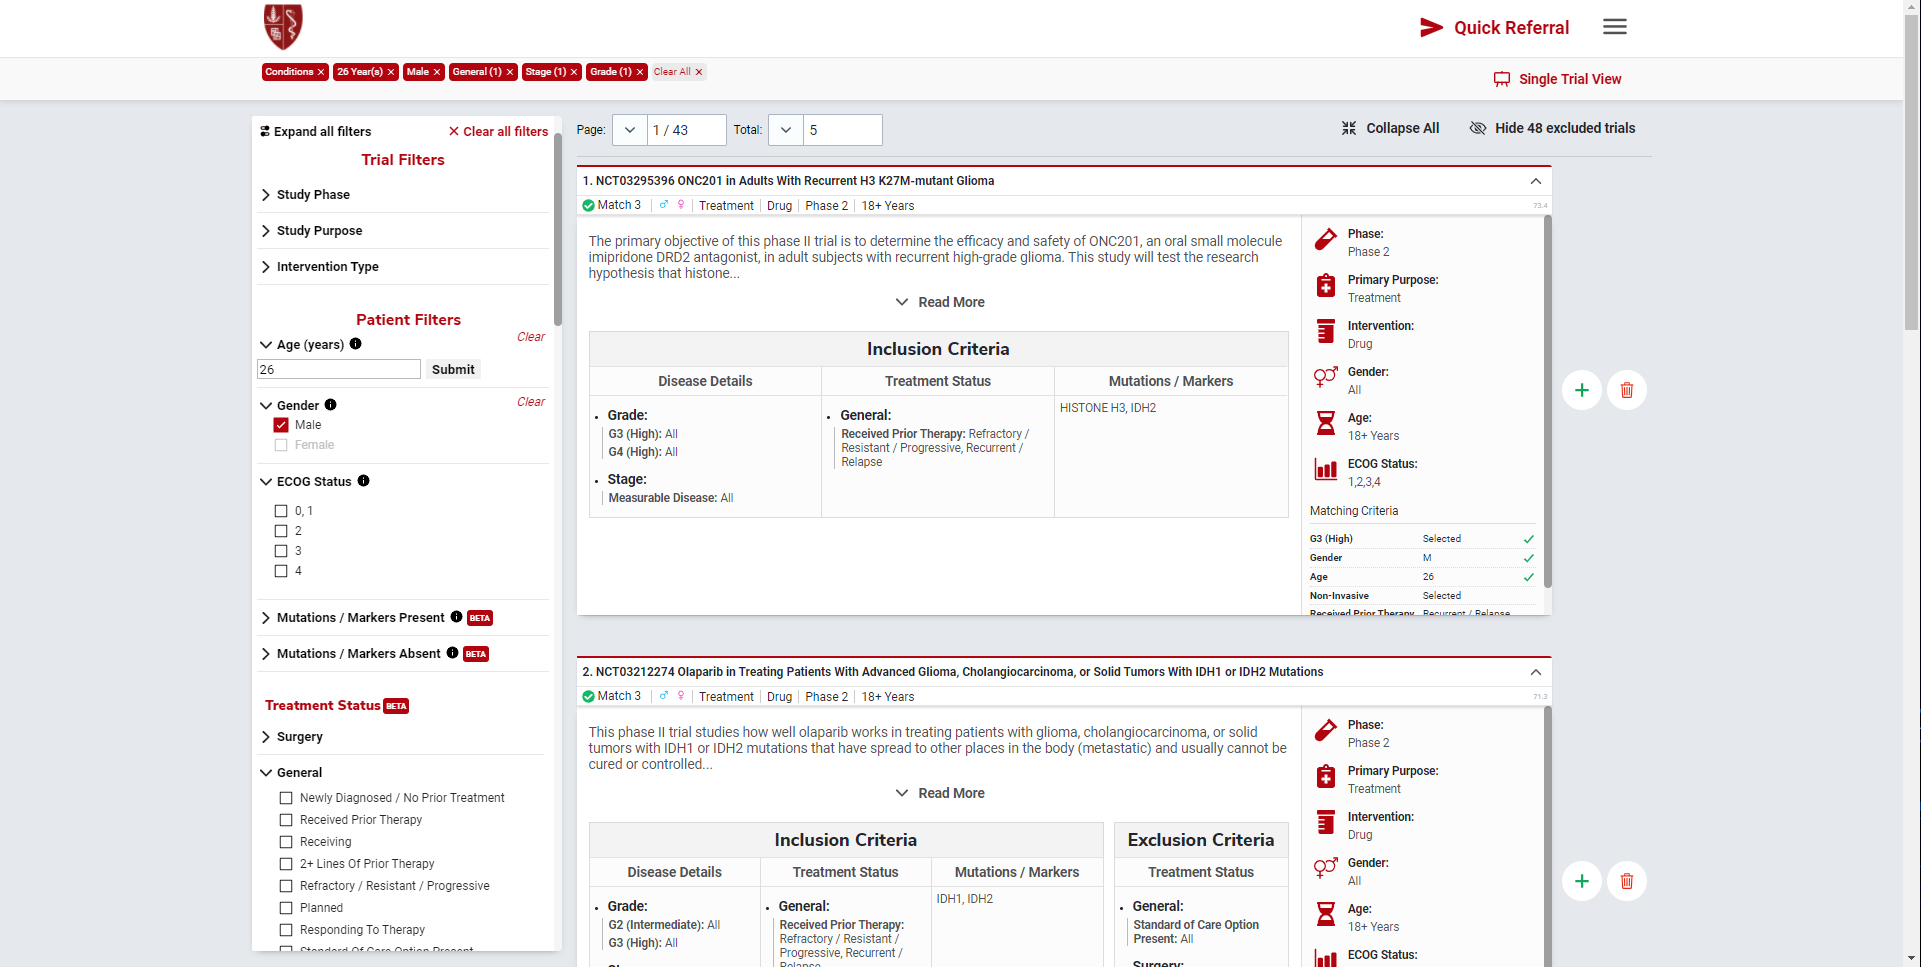 Quick Referral
Conditions ×
26 Year(s) ×
Male ×
General (1) ×
Stage (1) ×
Grade (1) ×
Clear All ×
Single Trial View
Expand all filters
× Clear all filters
Trial Filters
Study Phase
Study Purpose
Intervention Type
Patient Filters
Clear
Age (years)
26
Submit
Clear
Gender
Male
Female
ECOG Status
0, 1
2
3
4
Mutations / Markers Present BETA
Mutations / Markers Absent BETA
Treatment Status BETA
Surgery
General
Newly Diagnosed / No Prior Treatment
Received Prior Therapy
Receiving
2+ Lines Of Prior Therapy
Refractory / Resistant / Progressive
Planned
Responding To Therapy
Standard Of Care Option Present
Page: 1 / 43 Total: 5
Collapse All
Hide 48 excluded trials
1. NCT03295396 ONC201 in Adults With Recurrent H3 K27M-mutant Glioma
Match 3 | ♂ ♀ | Treatment | Drug | Phase 2 | 18+ Years
73.4
The primary objective of this phase II trial is to determine the efficacy and safety of ONC201, an oral small molecule
imipridone DRD2 antagonist, in adult subjects with recurrent high-grade glioma. This study will test the research
hypothesis that histone...
Read More
Inclusion Criteria
Disease Details
Treatment Status
Mutations / Markers
• Grade:
G3 (High): All
G4 (High): All
• Stage:
Measurable Disease: All
• General:
Received Prior Therapy: Refractory /
Resistant / Progressive, Recurrent /
Relapse
HISTONE H3, IDH2
Phase:
Phase 2
Primary Purpose:
Treatment
Intervention:
Drug
Gender:
All
Age:
18+ Years
ECOG Status:
1,2,3,4
Matching Criteria
G3 (High) Selected
Gender M
Age 26
Non-Invasive Selected
Received Prior Therapy Recurrent / Relapse
2. NCT03212274 Olaparib in Treating Patients With Advanced Glioma, Cholangiocarcinoma, or Solid Tumors With IDH1 or IDH2 Mutations
Match 3 | ♂ ♀ | Treatment | Drug | Phase 2 | 18+ Years
71.3
This phase II trial studies how well olaparib works in treating patients with glioma, cholangiocarcinoma, or solid
tumors with IDH1 or IDH2 mutations that have spread to other places in the body (metastatic) and usually cannot be
cured or controlled...
Read More
Inclusion Criteria
Disease Details
Treatment Status
Mutations / Markers
• Grade:
G2 (Intermediate): All
G3 (High): All
• General:
Received Prior Therapy:
Refractory / Resistant /
Progressive, Recurrent /
Relapse
IDH1, IDH2
Exclusion Criteria
Treatment Status
• General:
Standard of Care Option
Present: All
Surgery:
Phase:
Phase 2
Primary Purpose:
Treatment
Intervention:
Drug
Gender:
All
Age:
18+ Years
ECOG Status: